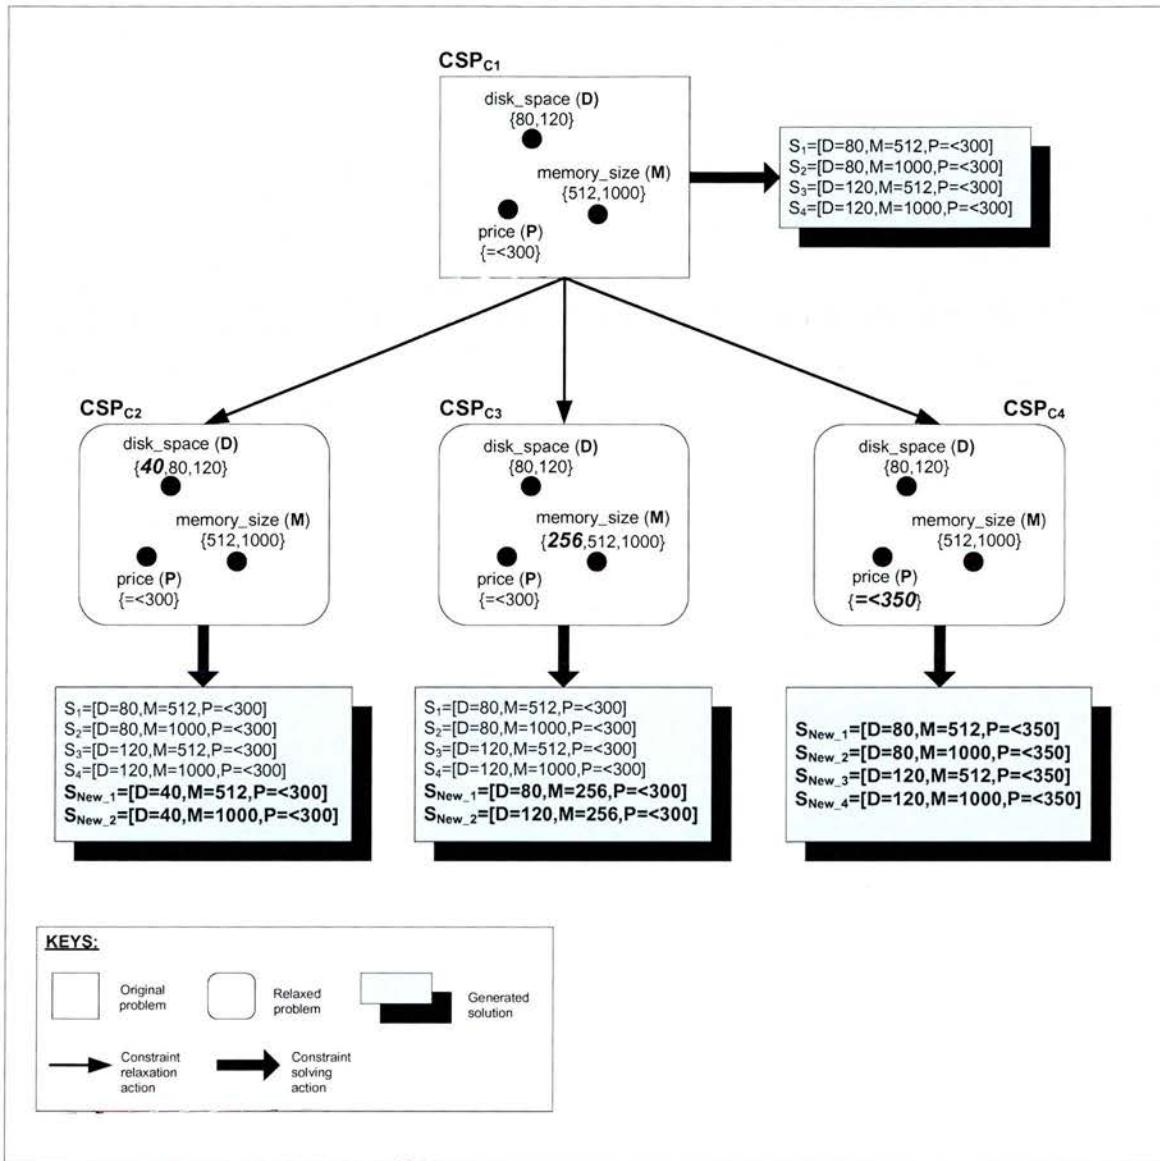 CSPC1
disk_space (D)
{80,120}
memory_size (M)
{512,1000}
price (P)
{=<300}
S1=[D=80,M=512,P=<300]
S2=[D=80,M=1000,P=<300]
S3=[D=120,M=512,P=<300]
S4=[D=120,M=1000,P=<300]
CSPC2
disk_space (D)
{40,80,120}
memory_size (M)
{512,1000}
price (P)
{=<300}
CSPC3
disk_space (D)
{80,120}
memory_size (M)
{256,512,1000}
price (P)
{=<300}
CSPC4
disk_space (D)
{80,120}
memory_size (M)
{512,1000}
price (P)
{=<350}
S1=[D=80,M=512,P=<300]
S2=[D=80,M=1000,P=<300]
S3=[D=120,M=512,P=<300]
S4=[D=120,M=1000,P=<300]
SNew_1=[D=40,M=512,P=<300]
SNew_2=[D=40,M=1000,P=<300]
S1=[D=80,M=512,P=<300]
S2=[D=80,M=1000,P=<300]
S3=[D=120,M=512,P=<300]
S4=[D=120,M=1000,P=<300]
SNew_1=[D=80,M=256,P=<300]
SNew_2=[D=120,M=256,P=<300]
SNew_1=[D=80,M=512,P=<350]
SNew_2=[D=80,M=1000,P=<350]
SNew_3=[D=120,M=512,P=<350]
SNew_4=[D=120,M=1000,P=<350]
KEYS:
Original
problem
Relaxed
problem
Generated
solution
Constraint
relaxation
action
Constraint
solving
action